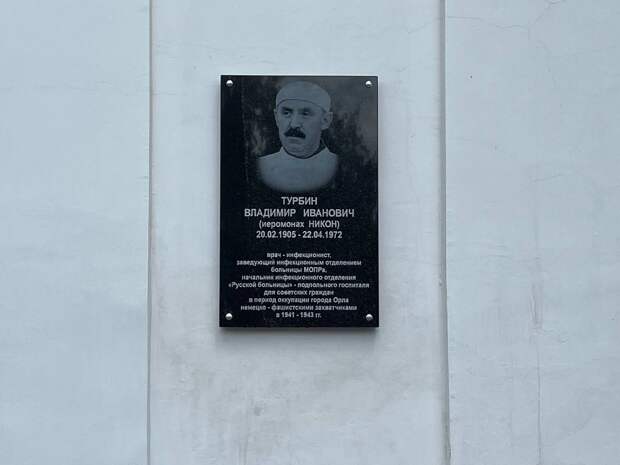 ТУРБИН
ВЛАДИМИР ИВАНОВИЧ
(иеромонах НИКОН)
20.02.1905 - 22.04.1972
врач - инфекционист,
заведующий инфекционным отделением
больницы МОПРа,
начальник инфекционного отделения
«Русской больницы» - подпольного госпиталя
для советских граждан
в период оккупации города Орла
немецко - фашистскими захватчиками
в 1941 - 1943 гг.